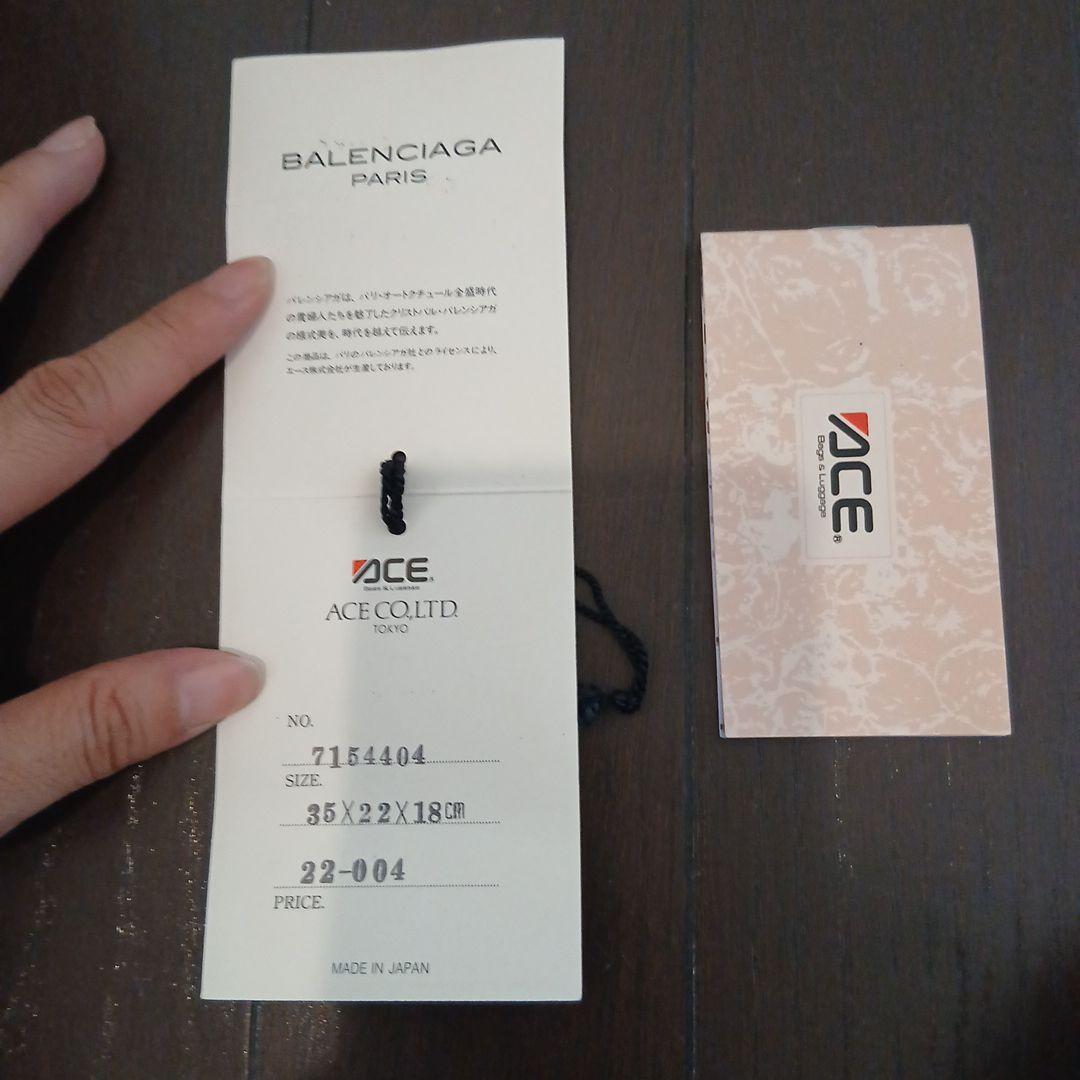 BALENCIAGA
PARIS
バレンシアガは、パリ・オートクチュール全盛時代
の貴婦人たちを魅了したクリストバル・バレンシアガ
の様式美を、時代を越えて伝えます。
この商品は、パリのバレンシアガ社とのライセンスにより、
エース株式会社が生産しております。
ACE®
Bags & Luggage
ACE CO.,LTD.
TOKYO
NO.
7154404
SIZE.
35X22X18cm
22-004
PRICE.
MADE IN JAPAN
ACE®
Bags & Luggage